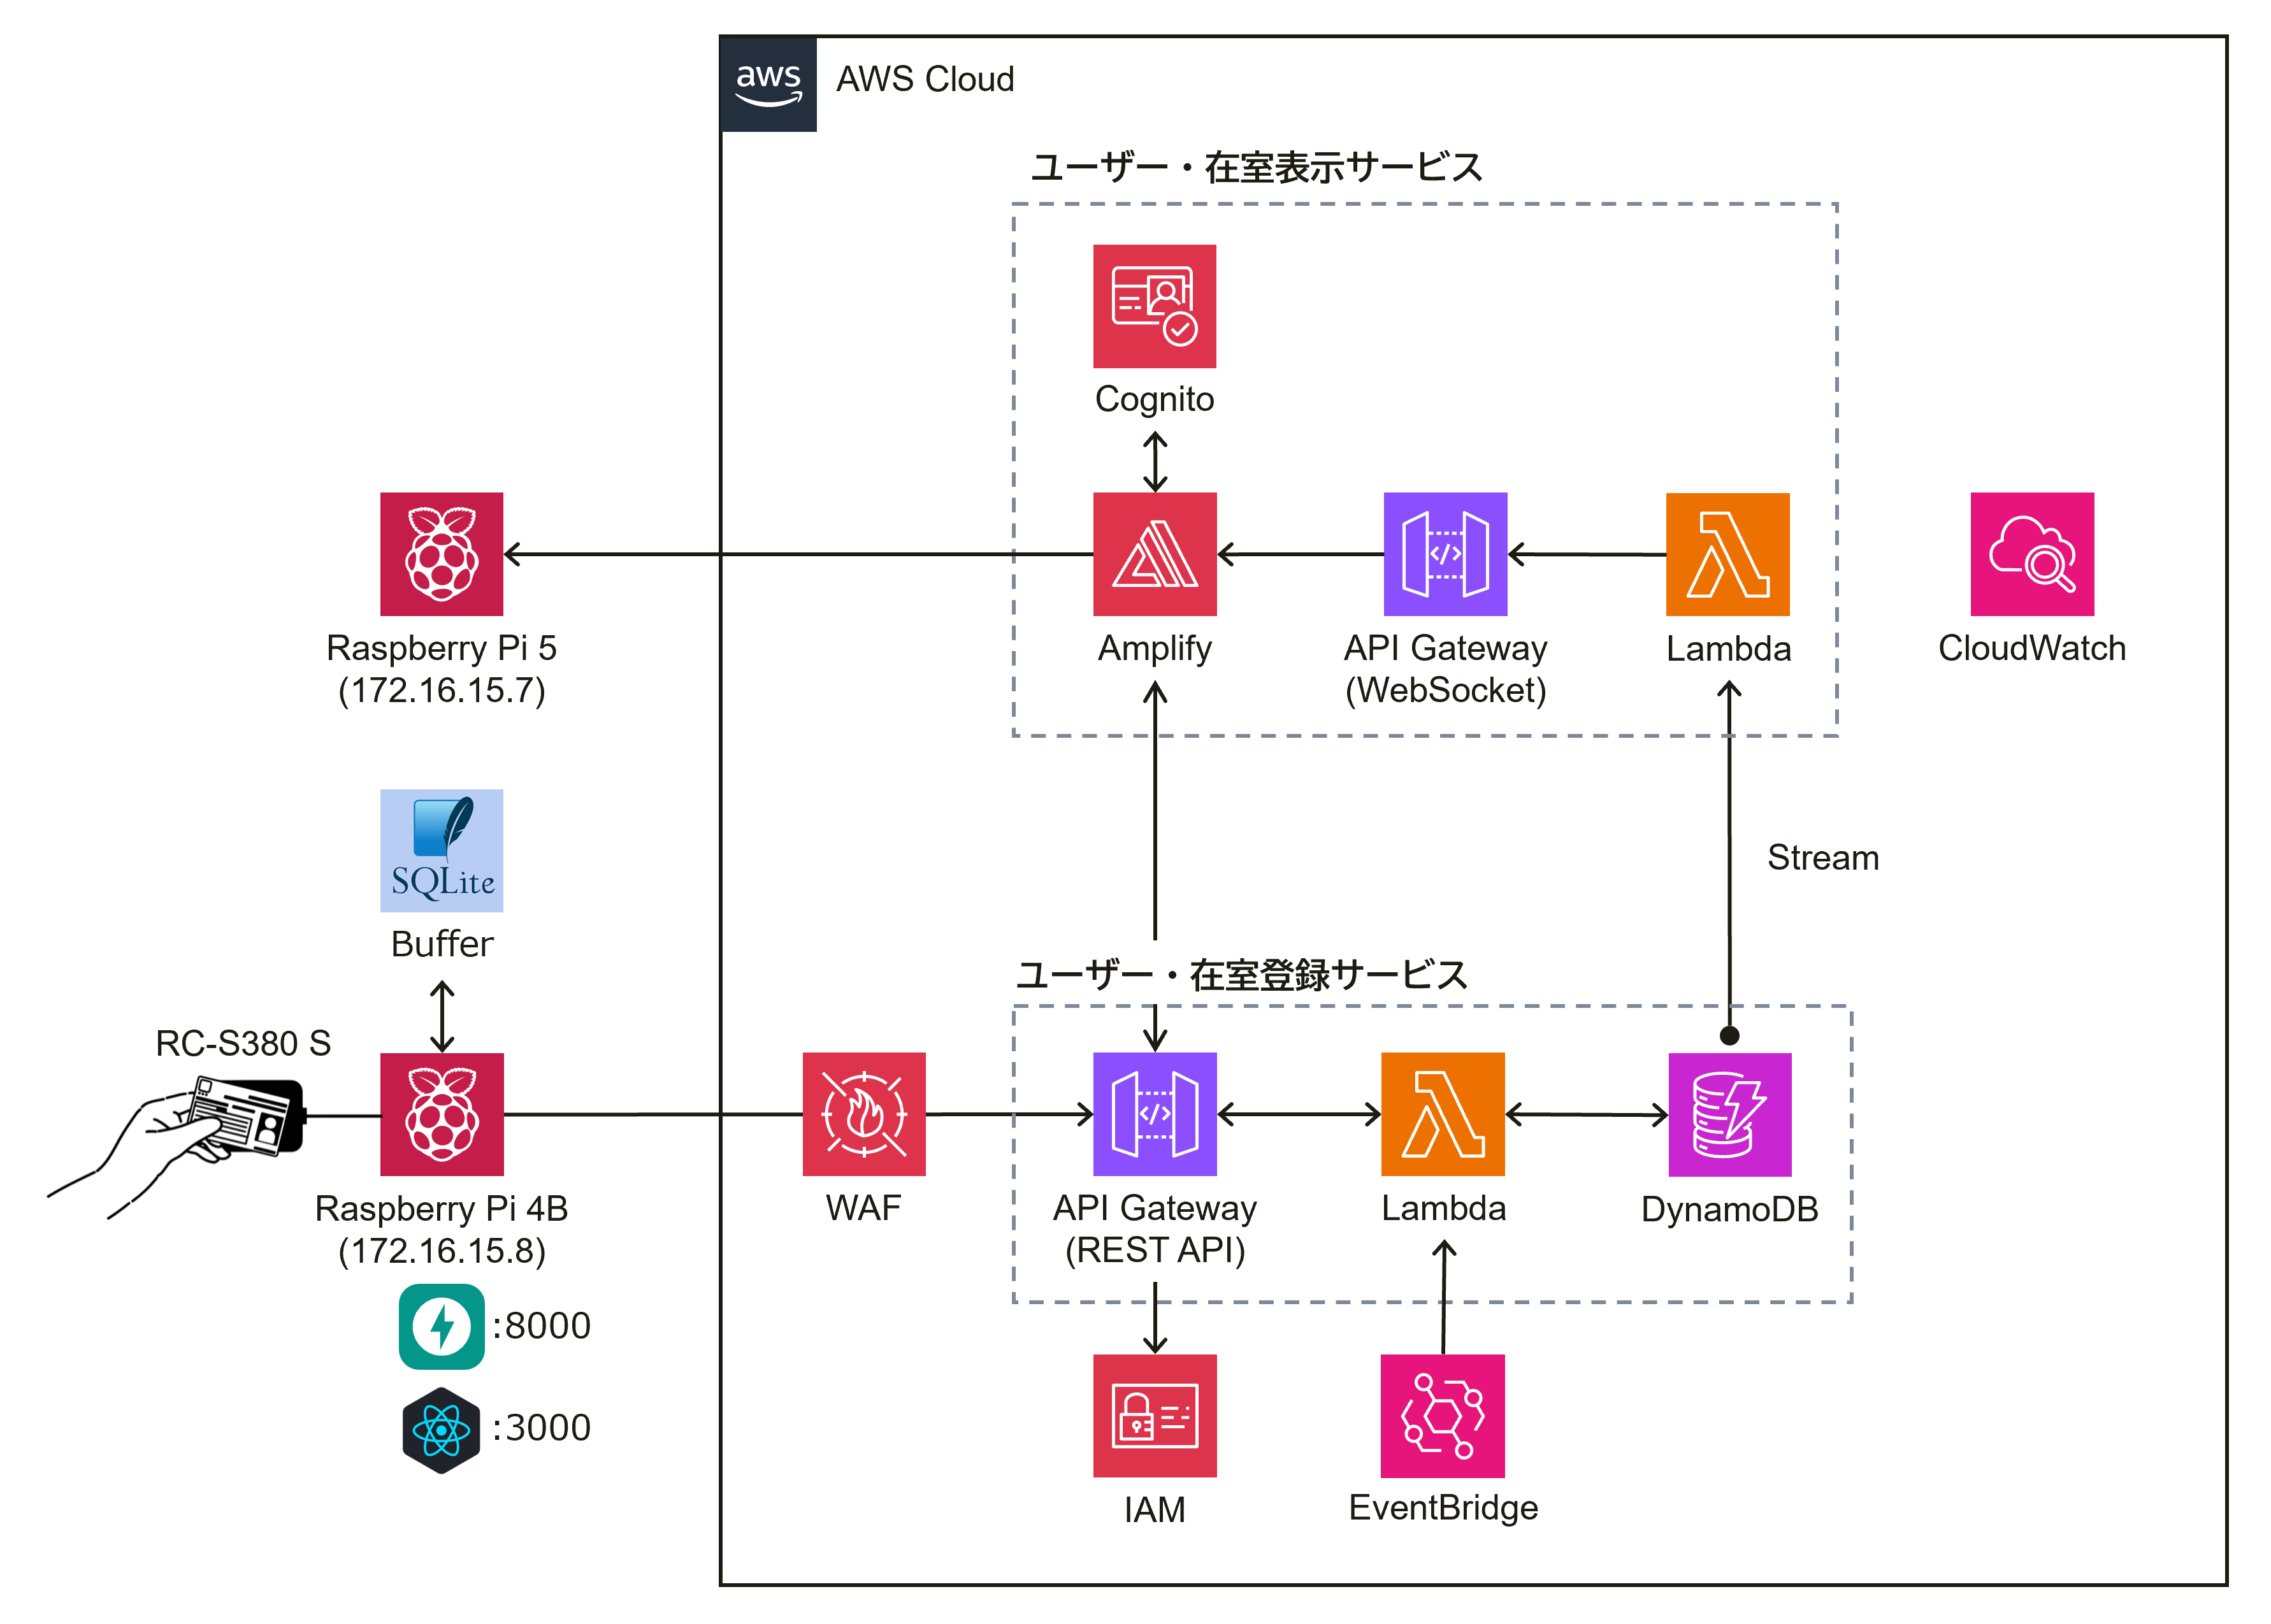 aws
AWS Cloud
ユーザー・在室表示サービス
Cognito
Raspberry Pi 5
(172.16.15.7)
Amplify
API Gateway
(WebSocket)
Lambda
CloudWatch
SQLite
Buffer
Stream
ユーザー・在室登録サービス
RC-S380 S
Raspberry Pi 4B
(172.16.15.8)
WAF
API Gateway
(REST API)
Lambda
DynamoDB
:8000
:3000
IAM
EventBridge